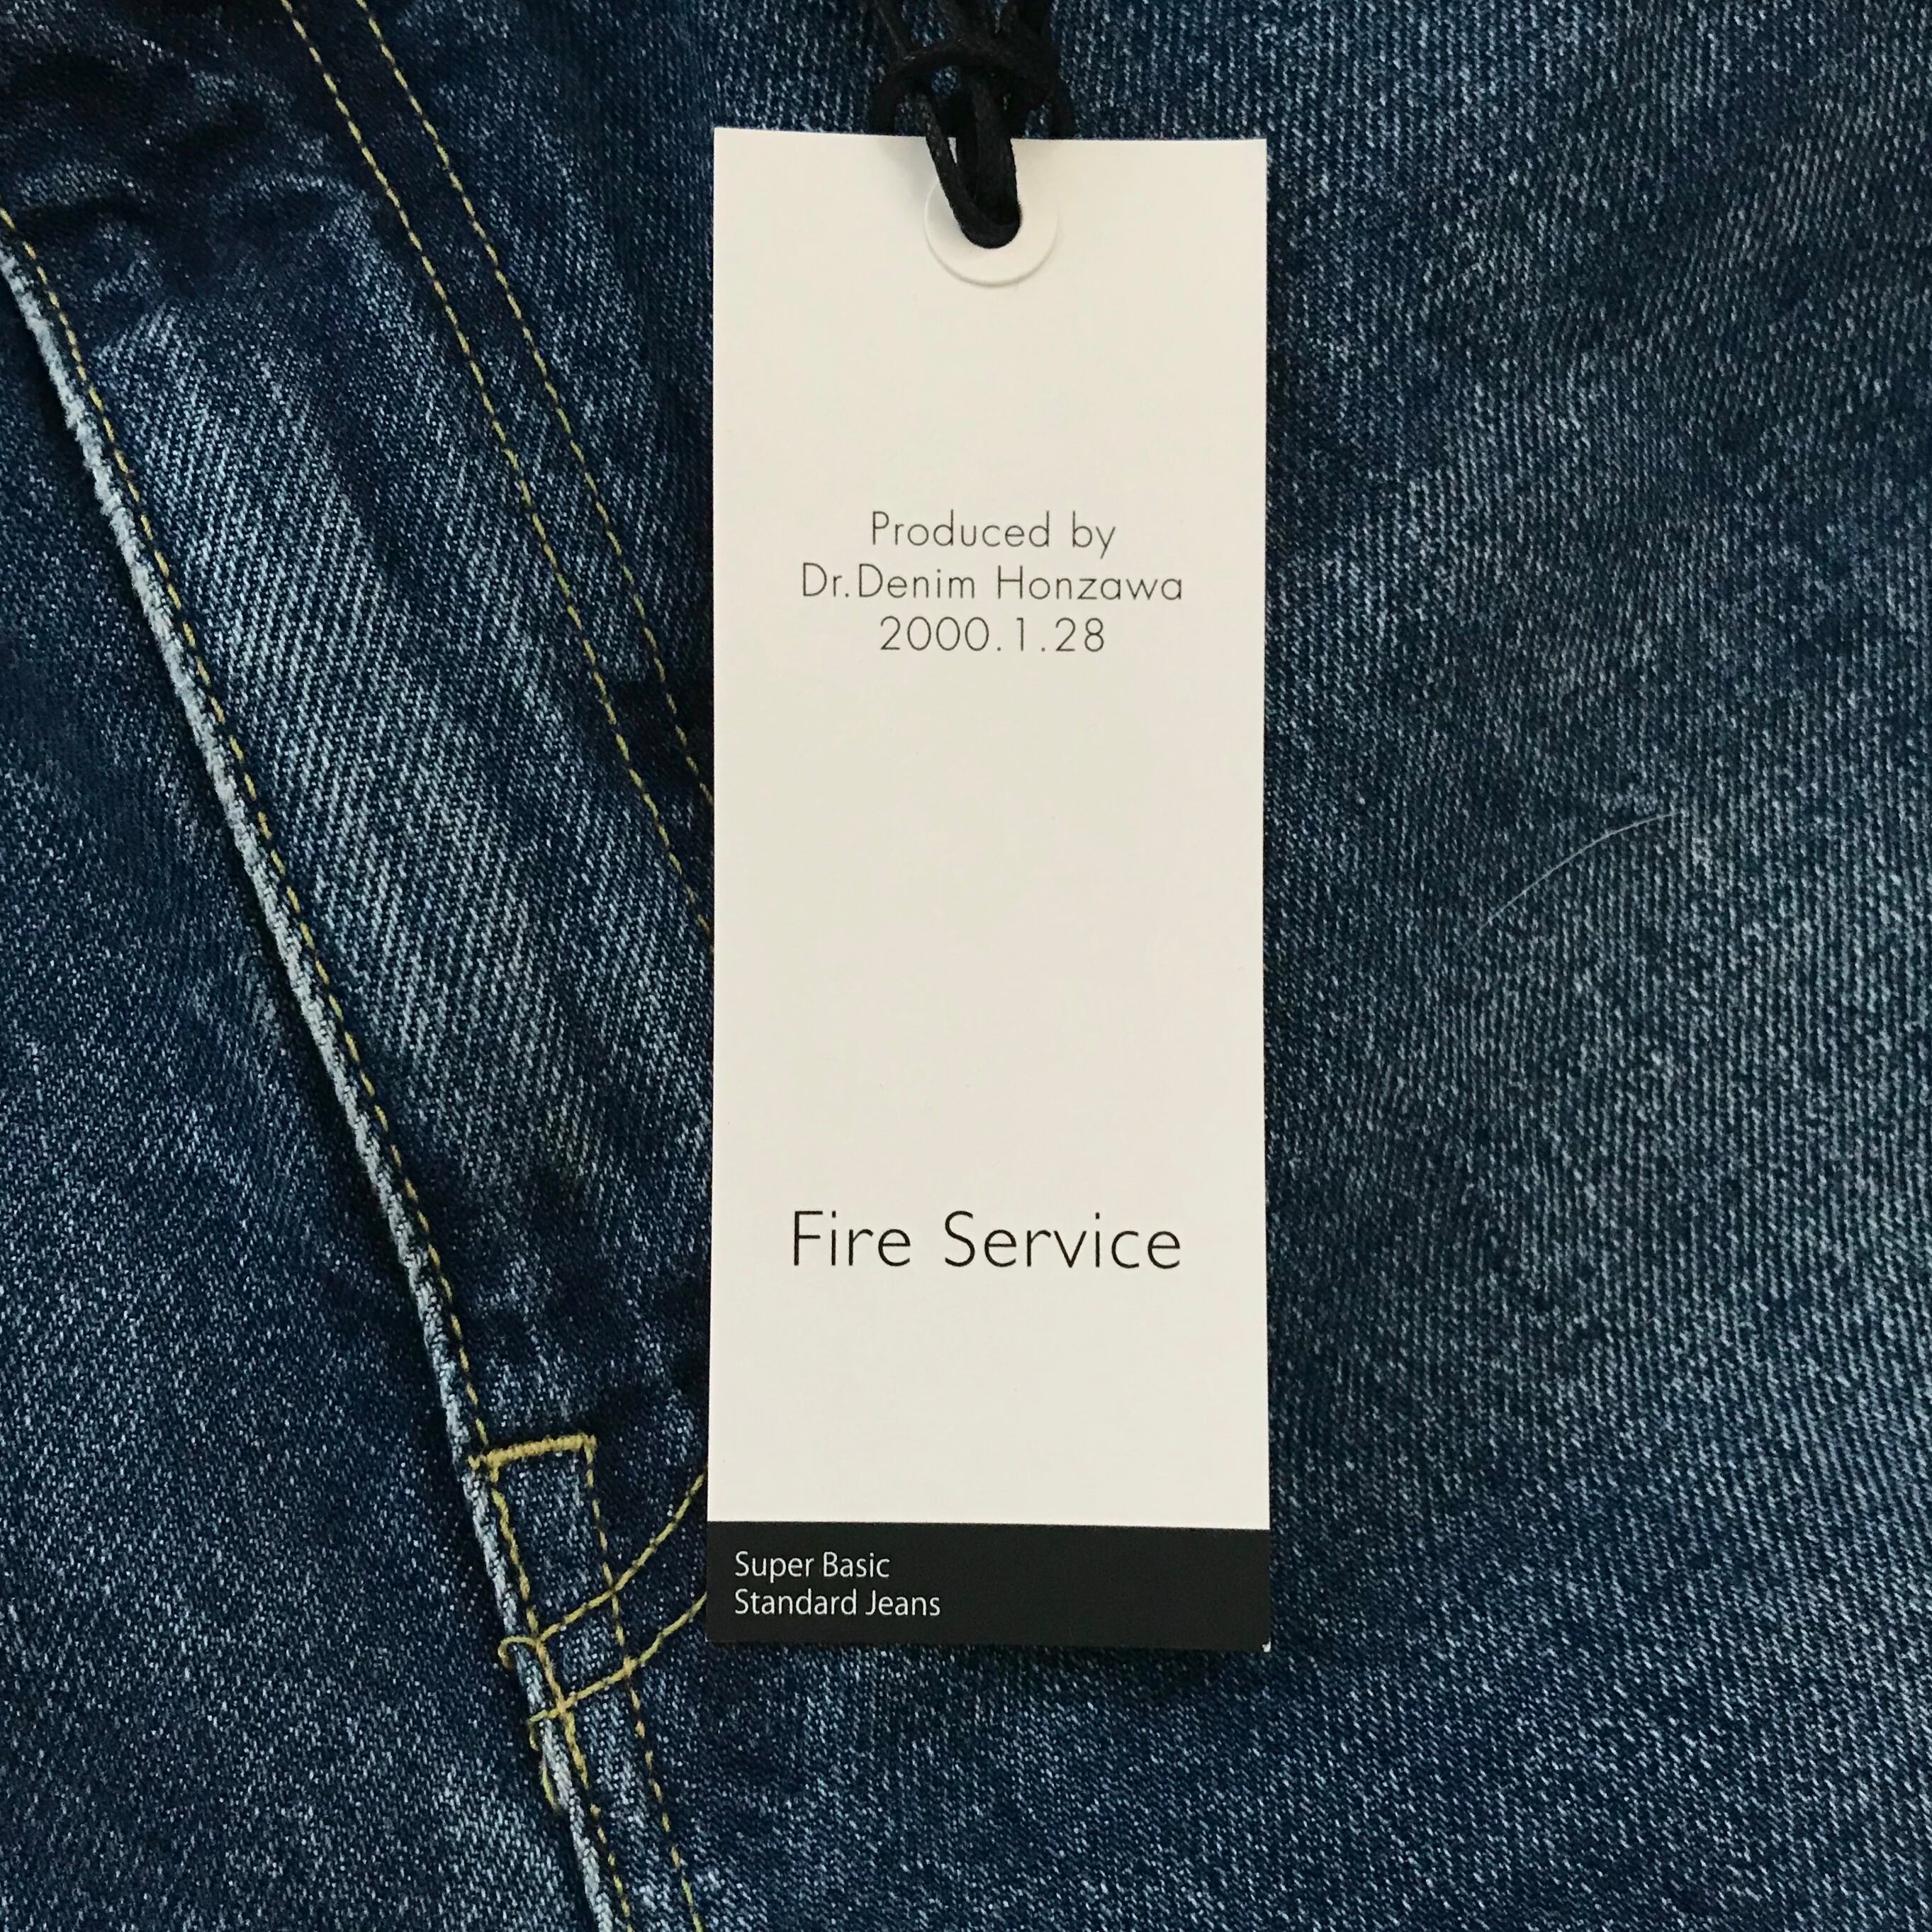 Produced by
Dr.Denim Honzawa
2000.1.28
Fire Service
Super Basic
Standard Jeans